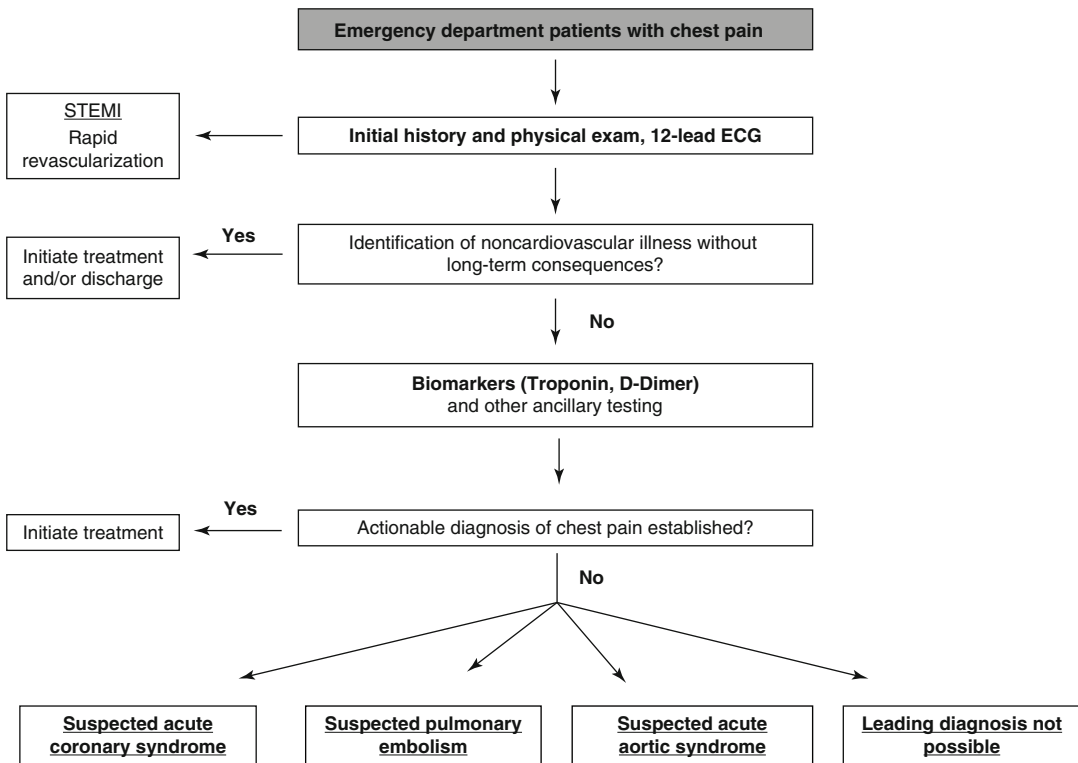 Emergency department patients with chest pain
STEMI
Rapid
revascularization
Initial history and physical exam, 12-lead ECG
Yes
Initiate treatment
and/or discharge
Identification of noncardiovascular illness without
long-term consequences?
No
Biomarkers (Troponin, D-Dimer)
and other ancillary testing
Yes
Initiate treatment
Actionable diagnosis of chest pain established?
No
Suspected acute
coronary syndrome
Suspected pulmonary
embolism
Suspected acute
aortic syndrome
Leading diagnosis not
possible